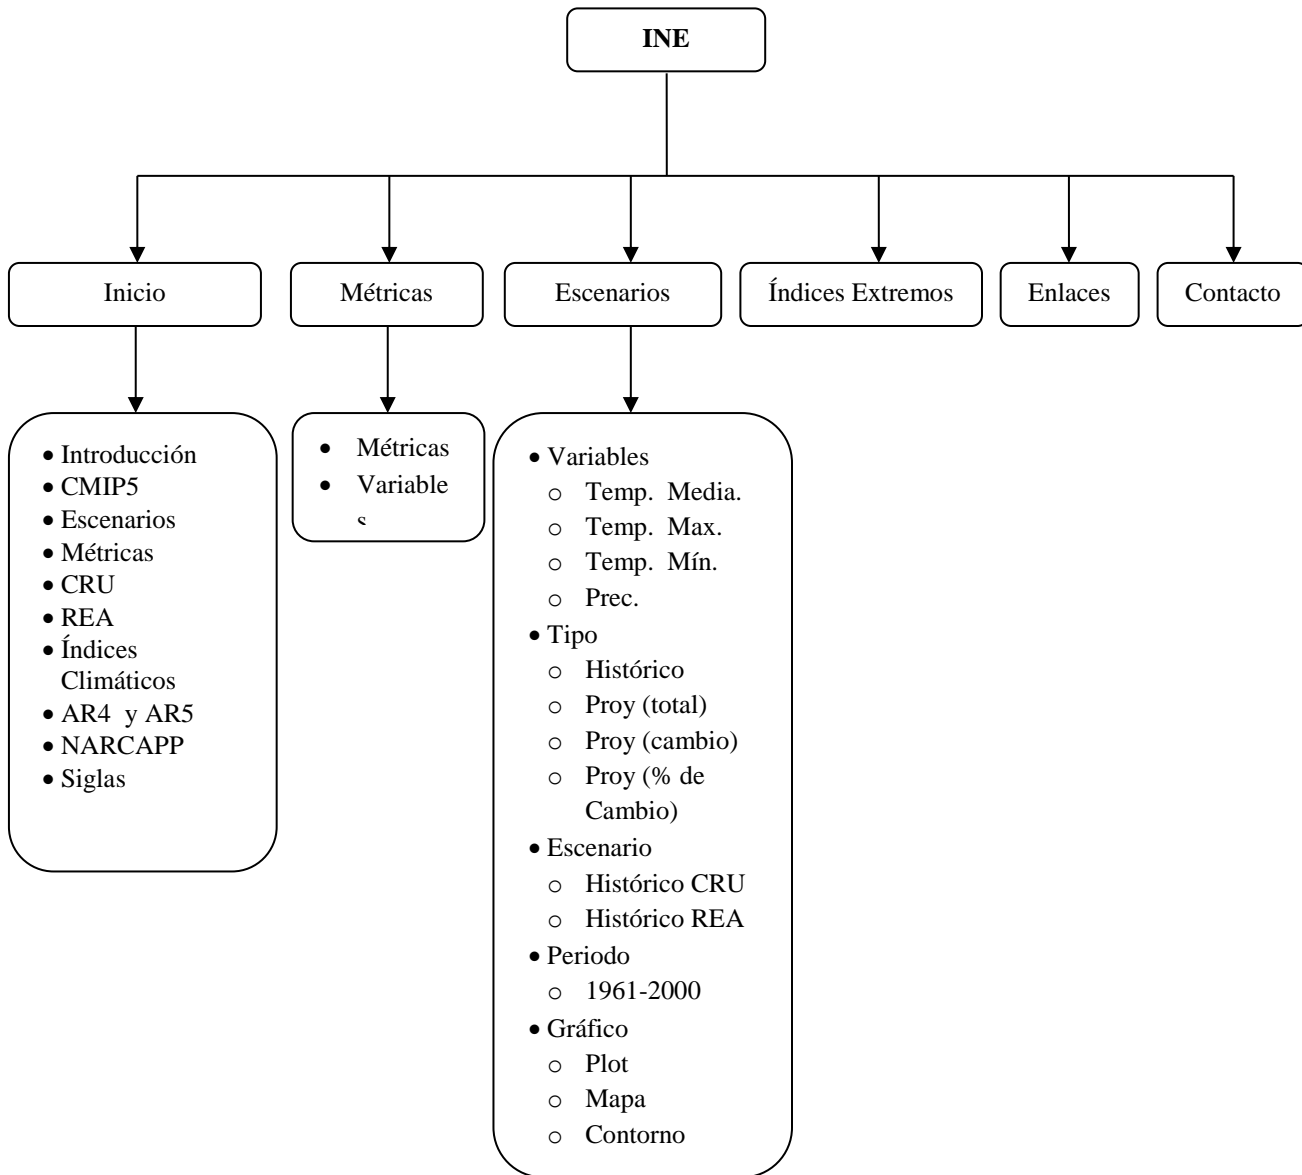 INE
Inicio
Métricas
Escenarios
Índices Extremos
Enlaces
Contacto
• Introducción
• CMIP5
• Escenarios
• Métricas
• CRU
• REA
• Índices
Climáticos
• AR4 y AR5
• NARCAPP
• Siglas
• Métricas
• Variable
s
• Variables
o Temp. Media.
o Temp. Max.
o Temp. Mín.
o Prec.
• Tipo
o Histórico
o Proy (total)
o Proy (cambio)
o Proy (% de
Cambio)
• Escenario
o Histórico CRU
o Histórico REA
• Periodo
o 1961-2000
• Gráfico
o Plot
o Mapa
o Contorno